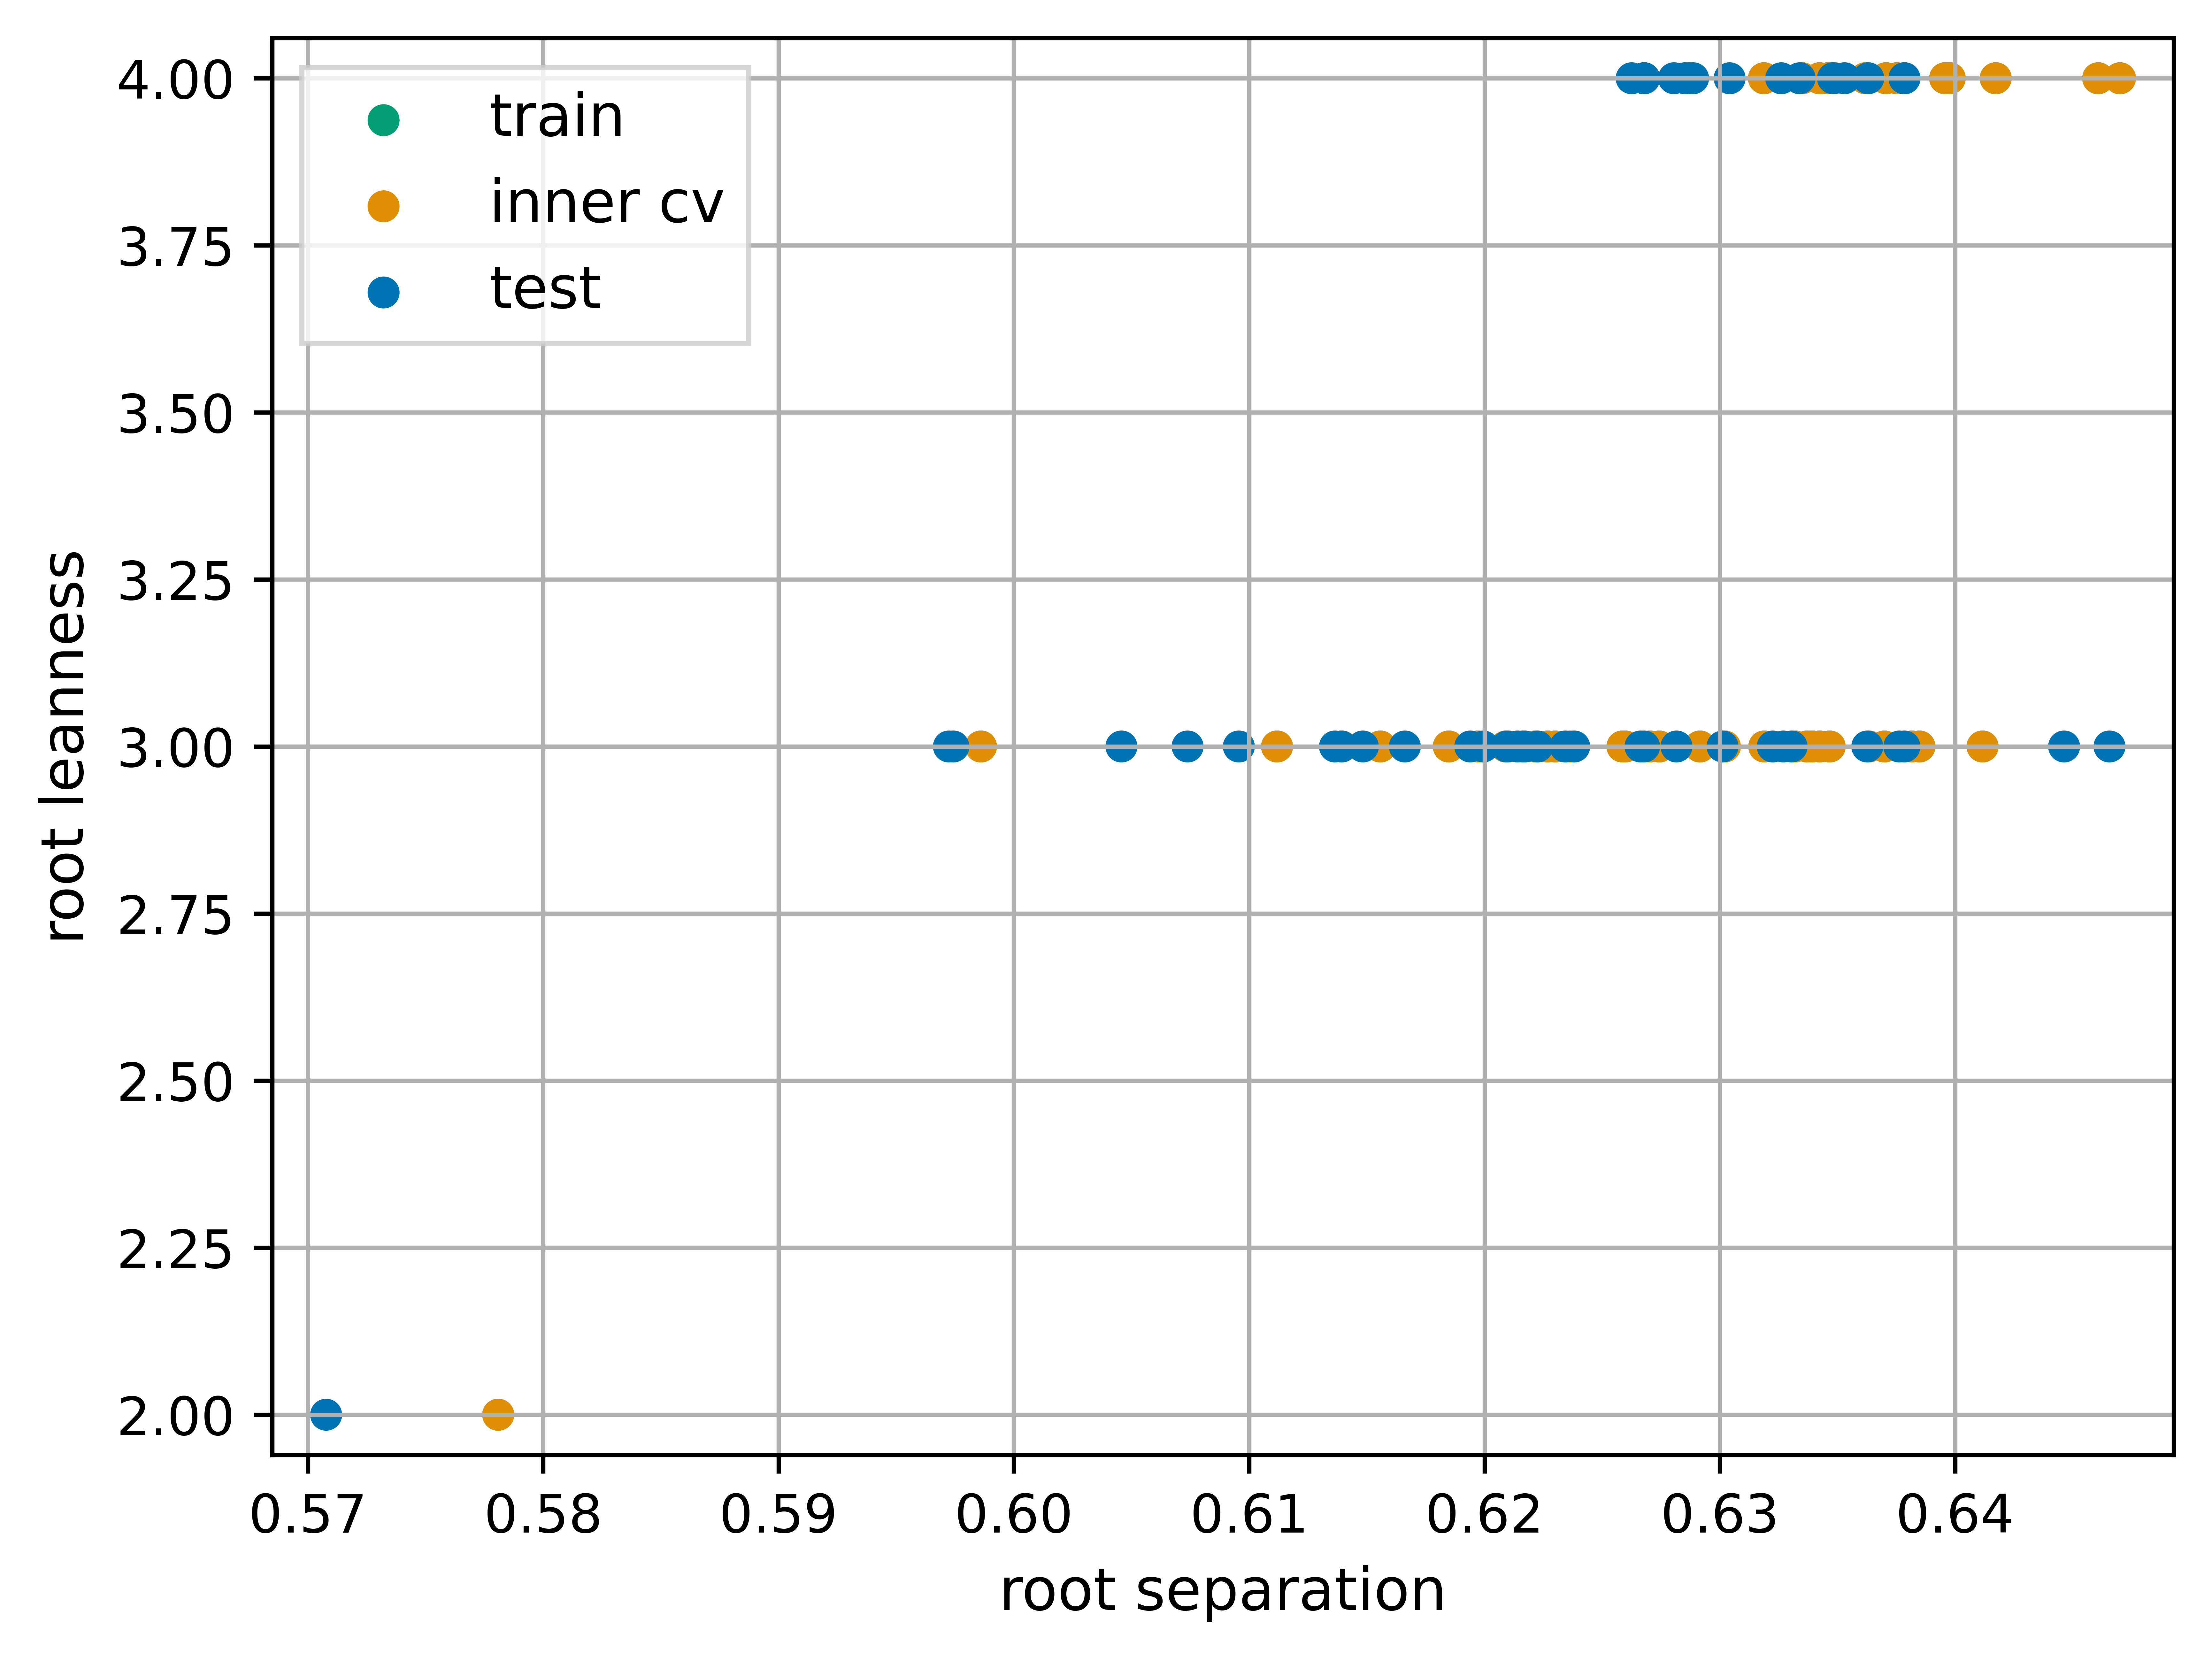 train
inner cv
test
4.00
3.75
3.50
3.25
3.00
2.75
2.50
2.25
2.00
root leanness
0.57 0.58 0.59 0.60 0.61 0.62 0.63 0.64
root separation